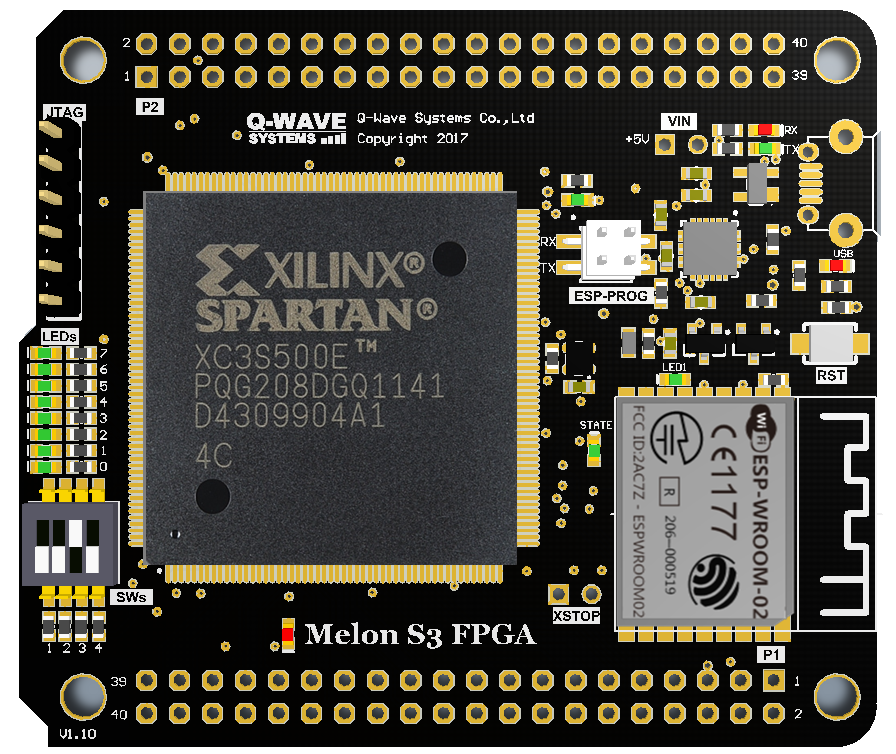 2
40
1
39
P2
JTAG
Q-WAVE
SYSTEMS
Q-Wave Systems Co.,Ltd
Copyright 2017
VIN
+5V
RX
TX
XILINX®
SPARTAN®
XC3S500E™
PQG208DGQ1141
D4309904A1
4C
RX
TX
ESP-PROG
USB
LEDs
7
6
5
4
3
2
1
0
RST
LED1
STATE
WiFi ESP-WROOM-02
CE1177
R
206-000519
FCC ID:2AC7Z - ESPWROOM02
SWs
1 2 3 4
XSTOP
Melon S3 FPGA
P1
39
1
40
2
V1.10